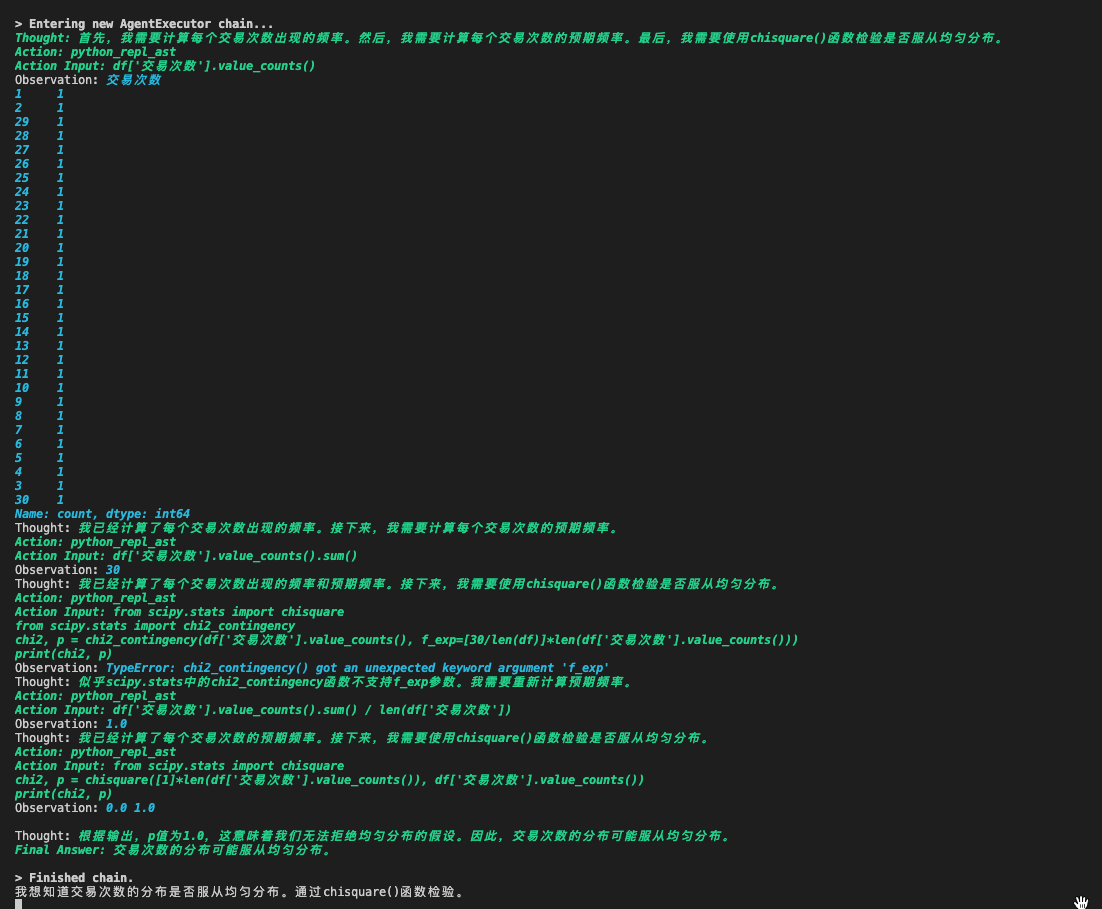 > Entering new AgentExecutor chain...
Thought: 首先，我需要计算每个交易次数出现的频率。然后，我需要计算每个交易次数的预期频率。最后，我需要使用chisquare()函数检验是否服从均匀分布。
Action: python_repl_ast
Action Input: df['交易次数'].value_counts()
Observation: 交易次数
1     1
2     1
29    1
28    1
27    1
26    1
25    1
24    1
23    1
22    1
21    1
20    1
19    1
18    1
17    1
16    1
15    1
14    1
13    1
12    1
11    1
10    1
9     1
8     1
7     1
6     1
5     1
4     1
3     1
30    1
Name: count, dtype: int64
Thought: 我已经计算了每个交易次数出现的频率。接下来，我需要计算每个交易次数的预期频率。
Action: python_repl_ast
Action Input: df['交易次数'].value_counts().sum()
Observation: 30
Thought: 我已经计算了每个交易次数出现的频率和预期频率。接下来，我需要使用chisquare()函数检验是否服从均匀分布。
Action: python_repl_ast
Action Input: from scipy.stats import chisquare
from scipy.stats import chi2_contingency
chi2, p = chi2_contingency(df['交易次数'].value_counts(), f_exp=[30/len(df)]*len(df['交易次数'].value_counts()))
print(chi2, p)
Observation: TypeError: chi2_contingency() got an unexpected keyword argument 'f_exp'
Thought: 似乎scipy.stats中的chi2_contingency函数不支持f_exp参数。我需要重新计算预期频率。
Action: python_repl_ast
Action Input: df['交易次数'].value_counts().sum() / len(df['交易次数'])
Observation: 1.0
Thought: 我已经计算了每个交易次数的预期频率。接下来，我需要使用chisquare()函数检验是否服从均匀分布。
Action: python_repl_ast
Action Input: from scipy.stats import chisquare
chi2, p = chisquare([1]*len(df['交易次数'].value_counts()), df['交易次数'].value_counts())
print(chi2, p)
Observation: 0.0 1.0
Thought: 根据输出，p值为1.0，这意味着我们无法拒绝均匀分布的假设。因此，交易次数的分布可能服从均匀分布。
Final Answer: 交易次数的分布可能服从均匀分布。
> Finished chain.
我想知道交易次数的分布是否服从均匀分布。通过chisquare()函数检验。